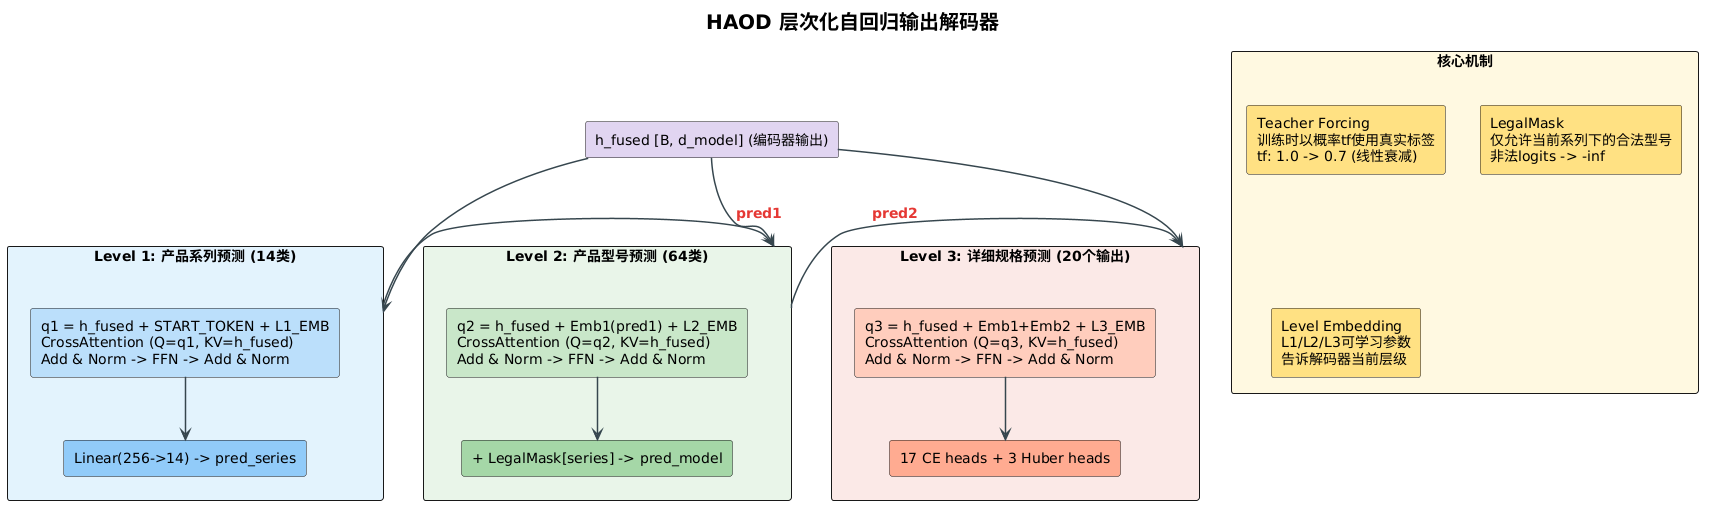 HAOD 层次化自回归输出解码器
h_fused [B, d_model] (编码器输出)
pred1
pred2
Level 1: 产品系列预测 (14类)
q1 = h_fused + START_TOKEN + L1_EMB
CrossAttention (Q=q1, KV=h_fused)
Add & Norm -> FFN -> Add & Norm
Linear(256->14) -> pred_series
Level 2: 产品型号预测 (64类)
q2 = h_fused + Emb1(pred1) + L2_EMB
CrossAttention (Q=q2, KV=h_fused)
Add & Norm -> FFN -> Add & Norm
+ LegalMask[series] -> pred_model
Level 3: 详细规格预测 (20个输出)
q3 = h_fused + Emb1+Emb2 + L3_EMB
CrossAttention (Q=q3, KV=h_fused)
Add & Norm -> FFN -> Add & Norm
17 CE heads + 3 Huber heads
核心机制
Teacher Forcing
训练时以概率tf使用真实标签
tf: 1.0 -> 0.7 (线性衰减)
LegalMask
仅允许当前系列下的合法型号
非法logits -> -inf
Level Embedding
L1/L2/L3可学习参数
告诉解码器当前层级